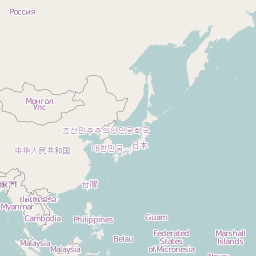 Россия
Монгол
Улс
조선민주주의인민공화국
中华人民共和国
대한민국
日本
台灣
Myanmar
Cambodia
Philippines
Guam
Malaysia
Malaysia
Belau
Federated
States
of Micronesia
Marshall
Islands
Nauru